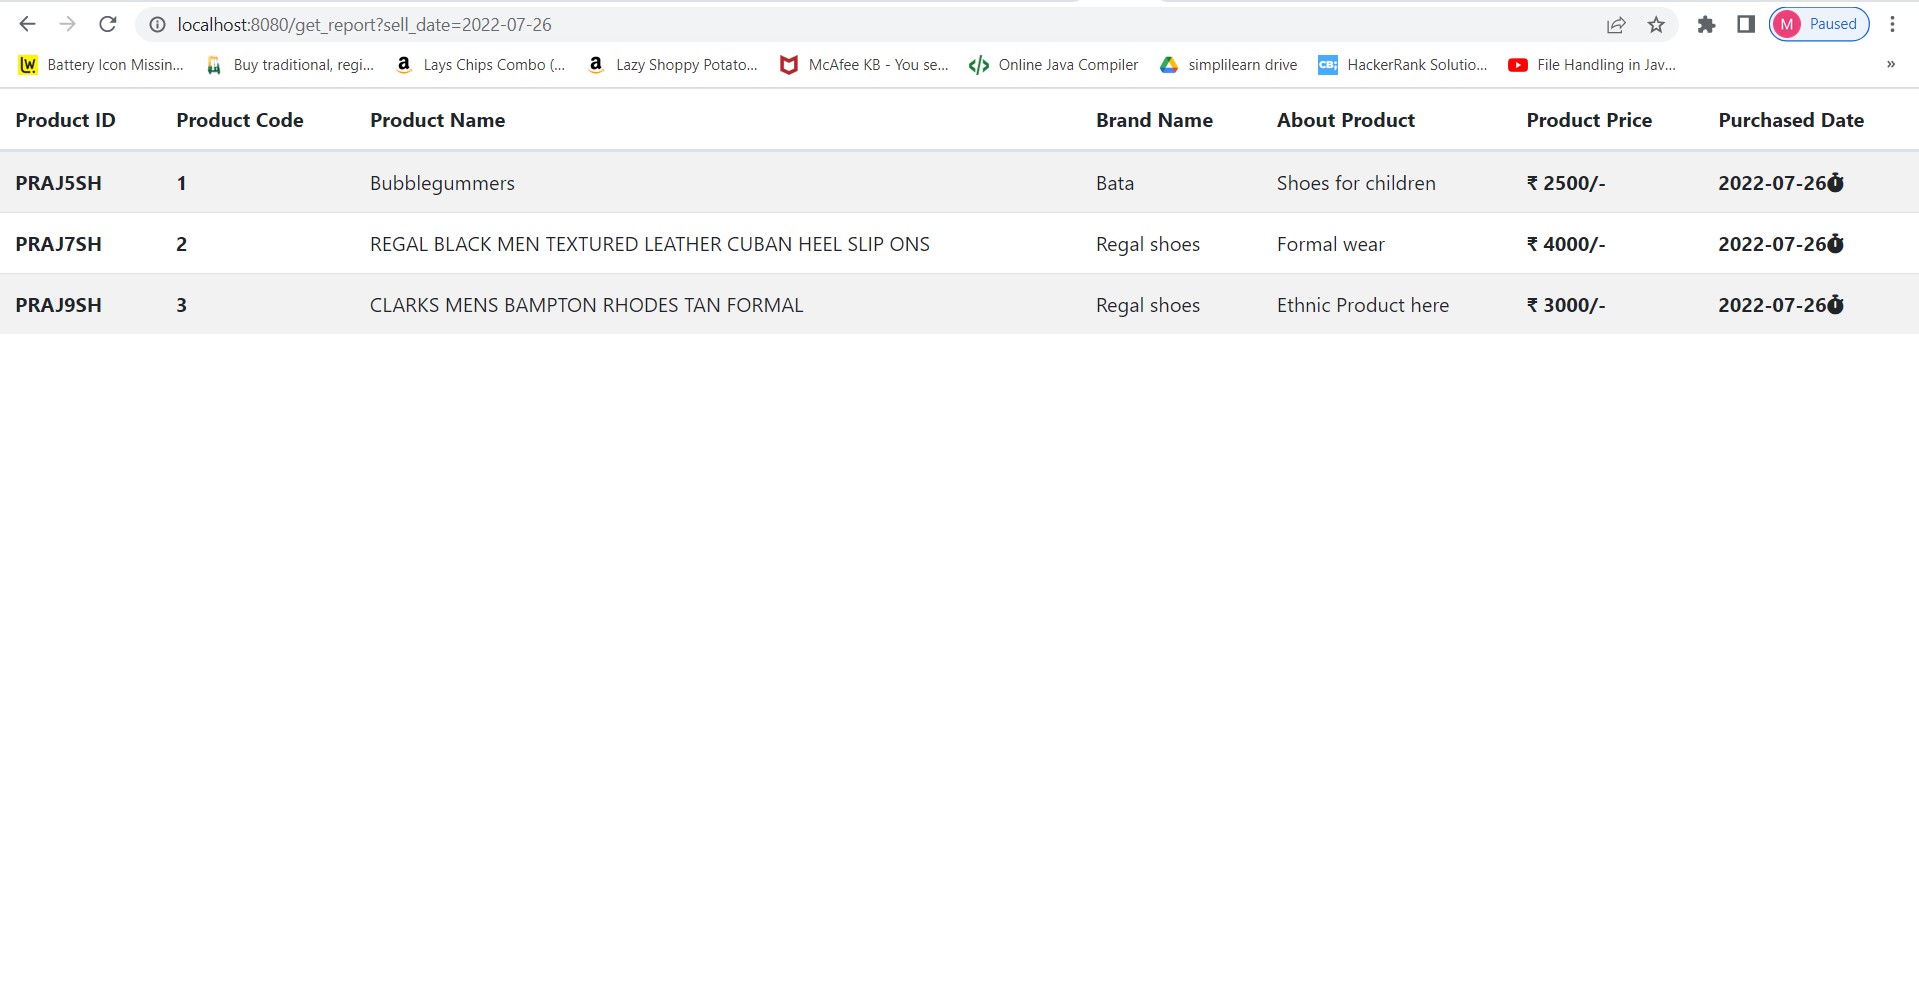 localhost:8080/get_report?sell_date=2022-07-26 M Paused
Battery Icon Missin... Buy traditional, regi... Lays Chips Combo (... Lazy Shoppy Potato... McAfee KB - You se... Online Java Compiler simplilearn drive CB; HackerRank Solutio... File Handling in Jav... »
Product ID Product Code Product Name Brand Name About Product Product Price Purchased Date
PRAJ5SH 1 Bubblegummers Bata Shoes for children ₹ 2500/- 2022-07-26
PRAJ7SH 2 REGAL BLACK MEN TEXTURED LEATHER CUBAN HEEL SLIP ONS Regal shoes Formal wear ₹ 4000/- 2022-07-26
PRAJ9SH 3 CLARKS MENS BAMPTON RHODES TAN FORMAL Regal shoes Ethnic Product here ₹ 3000/- 2022-07-26